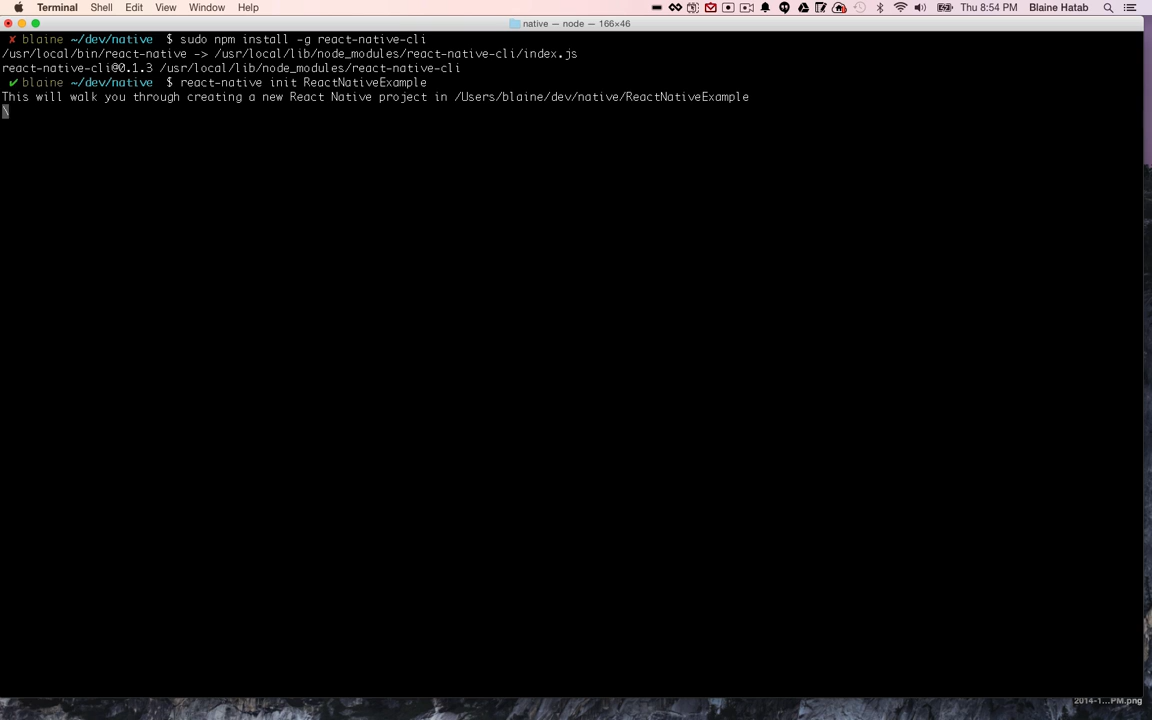 Terminal Shell Edit View Window Help Thu 8:54 PM Blaine Hatab
native — node — 166×46
✗ blaine ~/dev/native $ sudo npm install -g react-native-cli
/usr/local/bin/react-native -> /usr/local/lib/node_modules/react-native-cli/index.js
react-native-cli@0.1.3 /usr/local/lib/node_modules/react-native-cli
✔ blaine ~/dev/native $ react-native init ReactNativeExample
This will walk you through creating a new React Native project in /Users/blaine/dev/native/ReactNativeExample
\
2014-1...PM.png